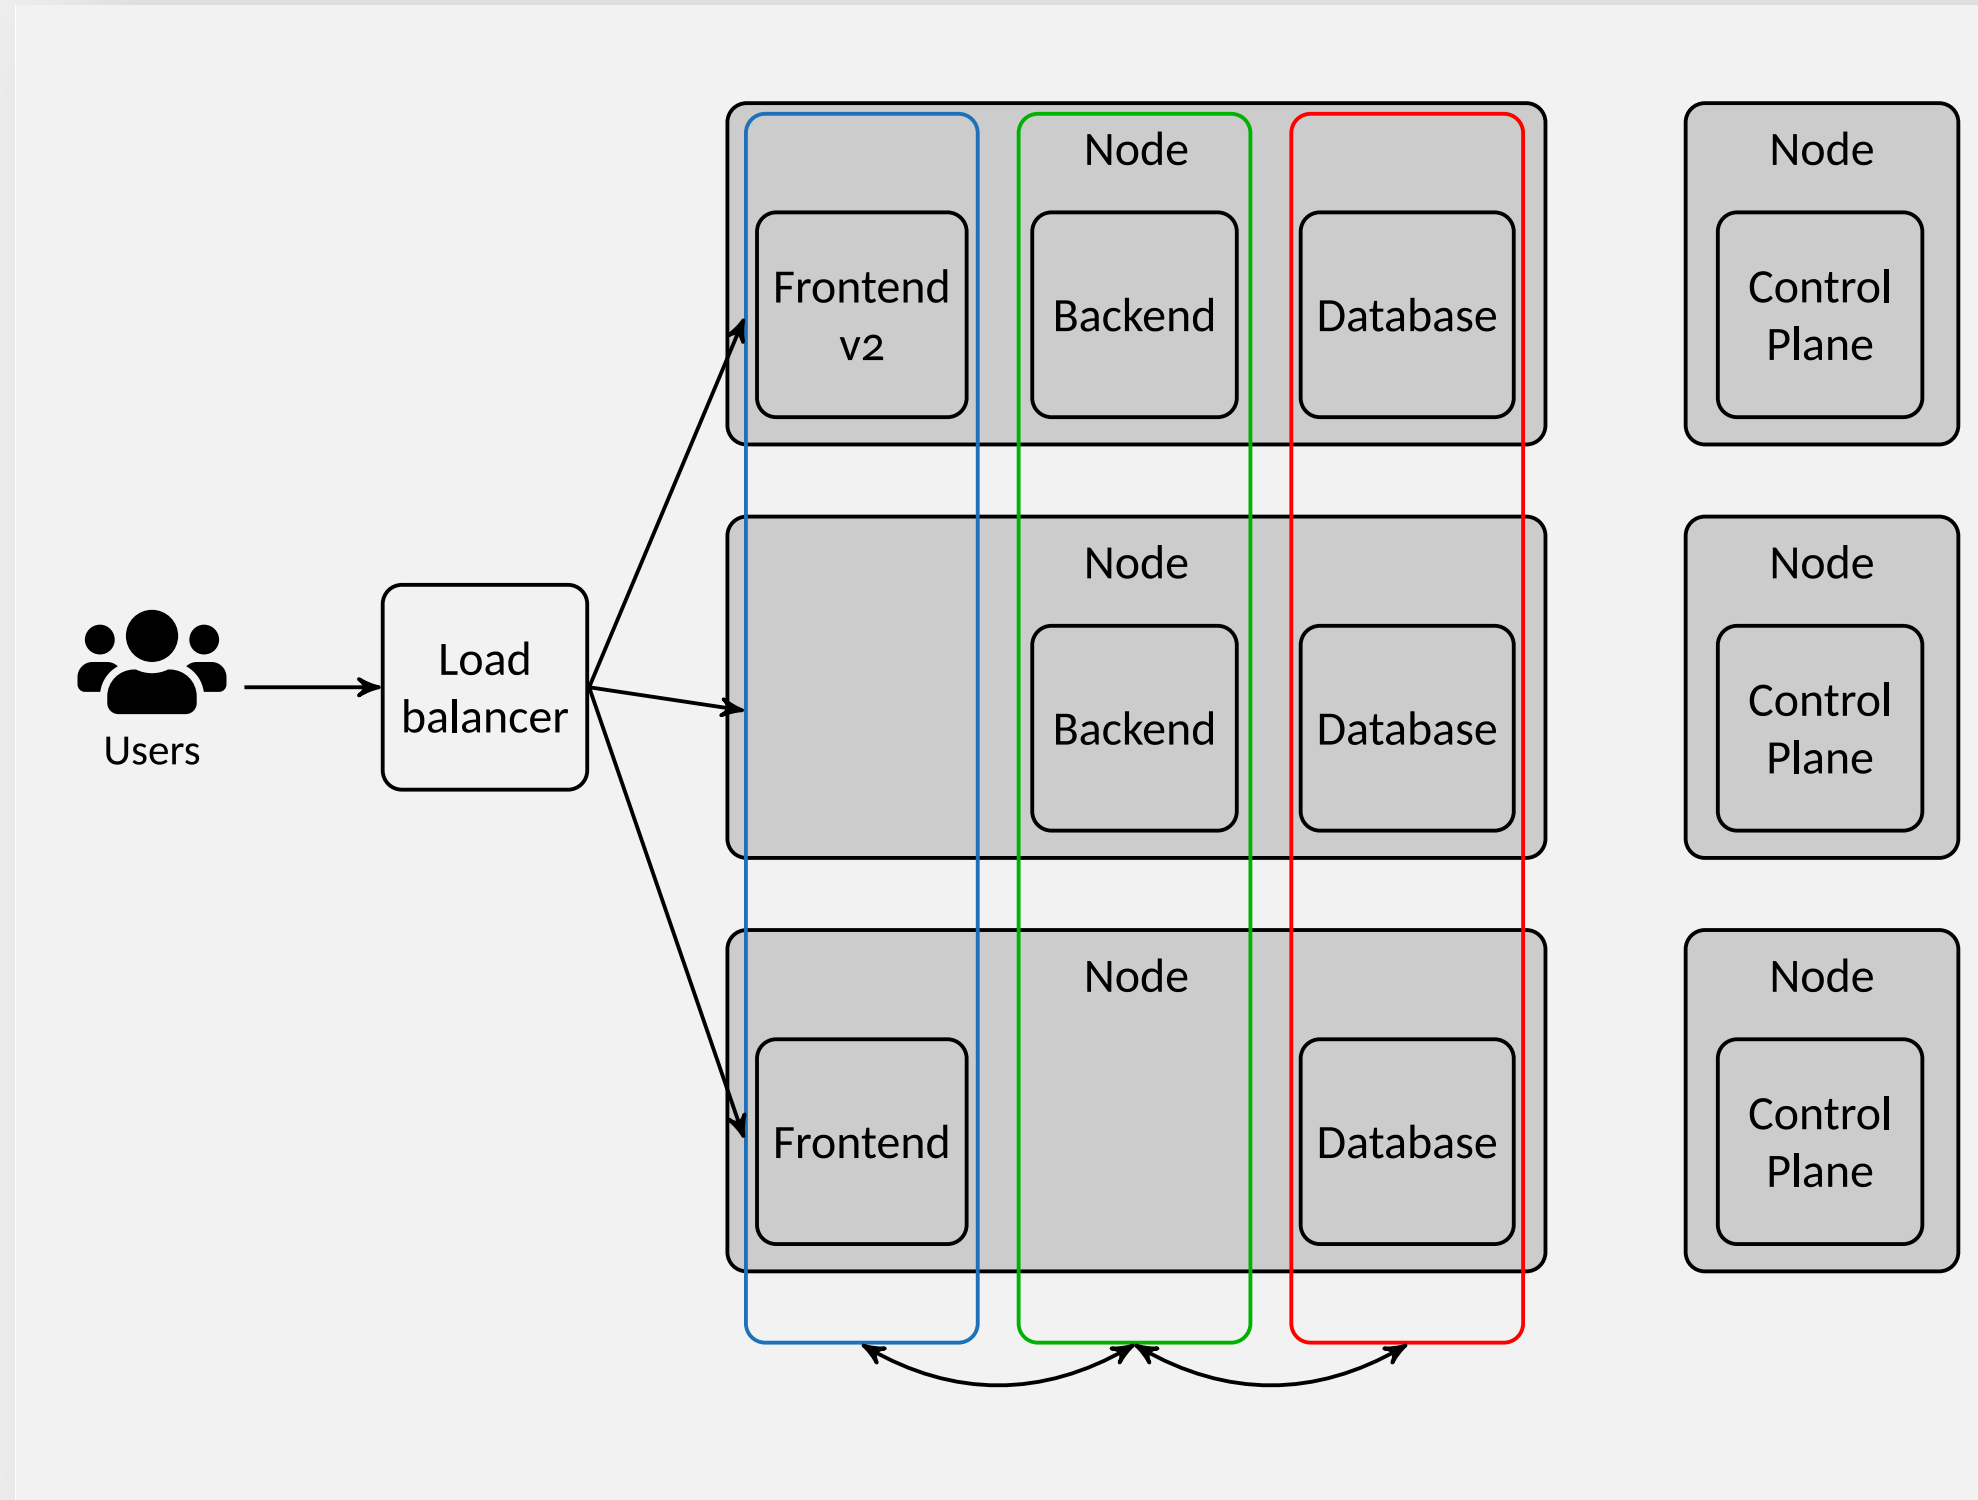 Node
Node
Frontend
v2
Backend
Database
Control
Plane
Node
Node
Users
Load
balancer
Backend
Database
Control
Plane
Node
Node
Frontend
Database
Control
Plane